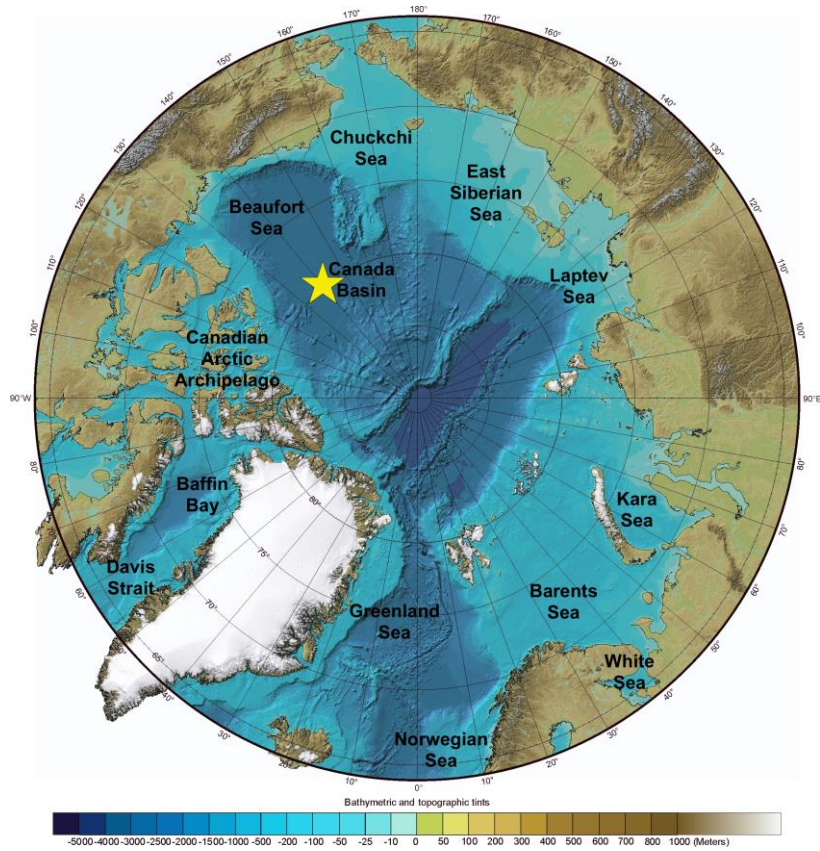 180°
170°
170°
160°
160°
150°
150°
140°
140°
130°
130°
120°
120°
110°
110°
100°
100°
90°W
90°E
80°
80°
70°
60°
60°
50°
40°
40°
30°
30°
20°
20°
10°
10°
0°
Chuckchi
Sea
East
Siberian
Sea
Beaufort
Sea
Canada
Basin
Laptev
Sea
Canadian
Arctic
Archipelago
Baffin
Bay
Kara
Sea
Davis
Strait
Greenland
Sea
Barents
Sea
White
Sea
Norwegian
Sea
80°
75°
70°
65°
Bathymetric and topographic tints
-5000 -4000 -3000 -2500 -2000 -1500 -1000 -500 -100 -50 -25 -10 0 50 100 200 300 400 500 600 700 800 1000 (Meters)